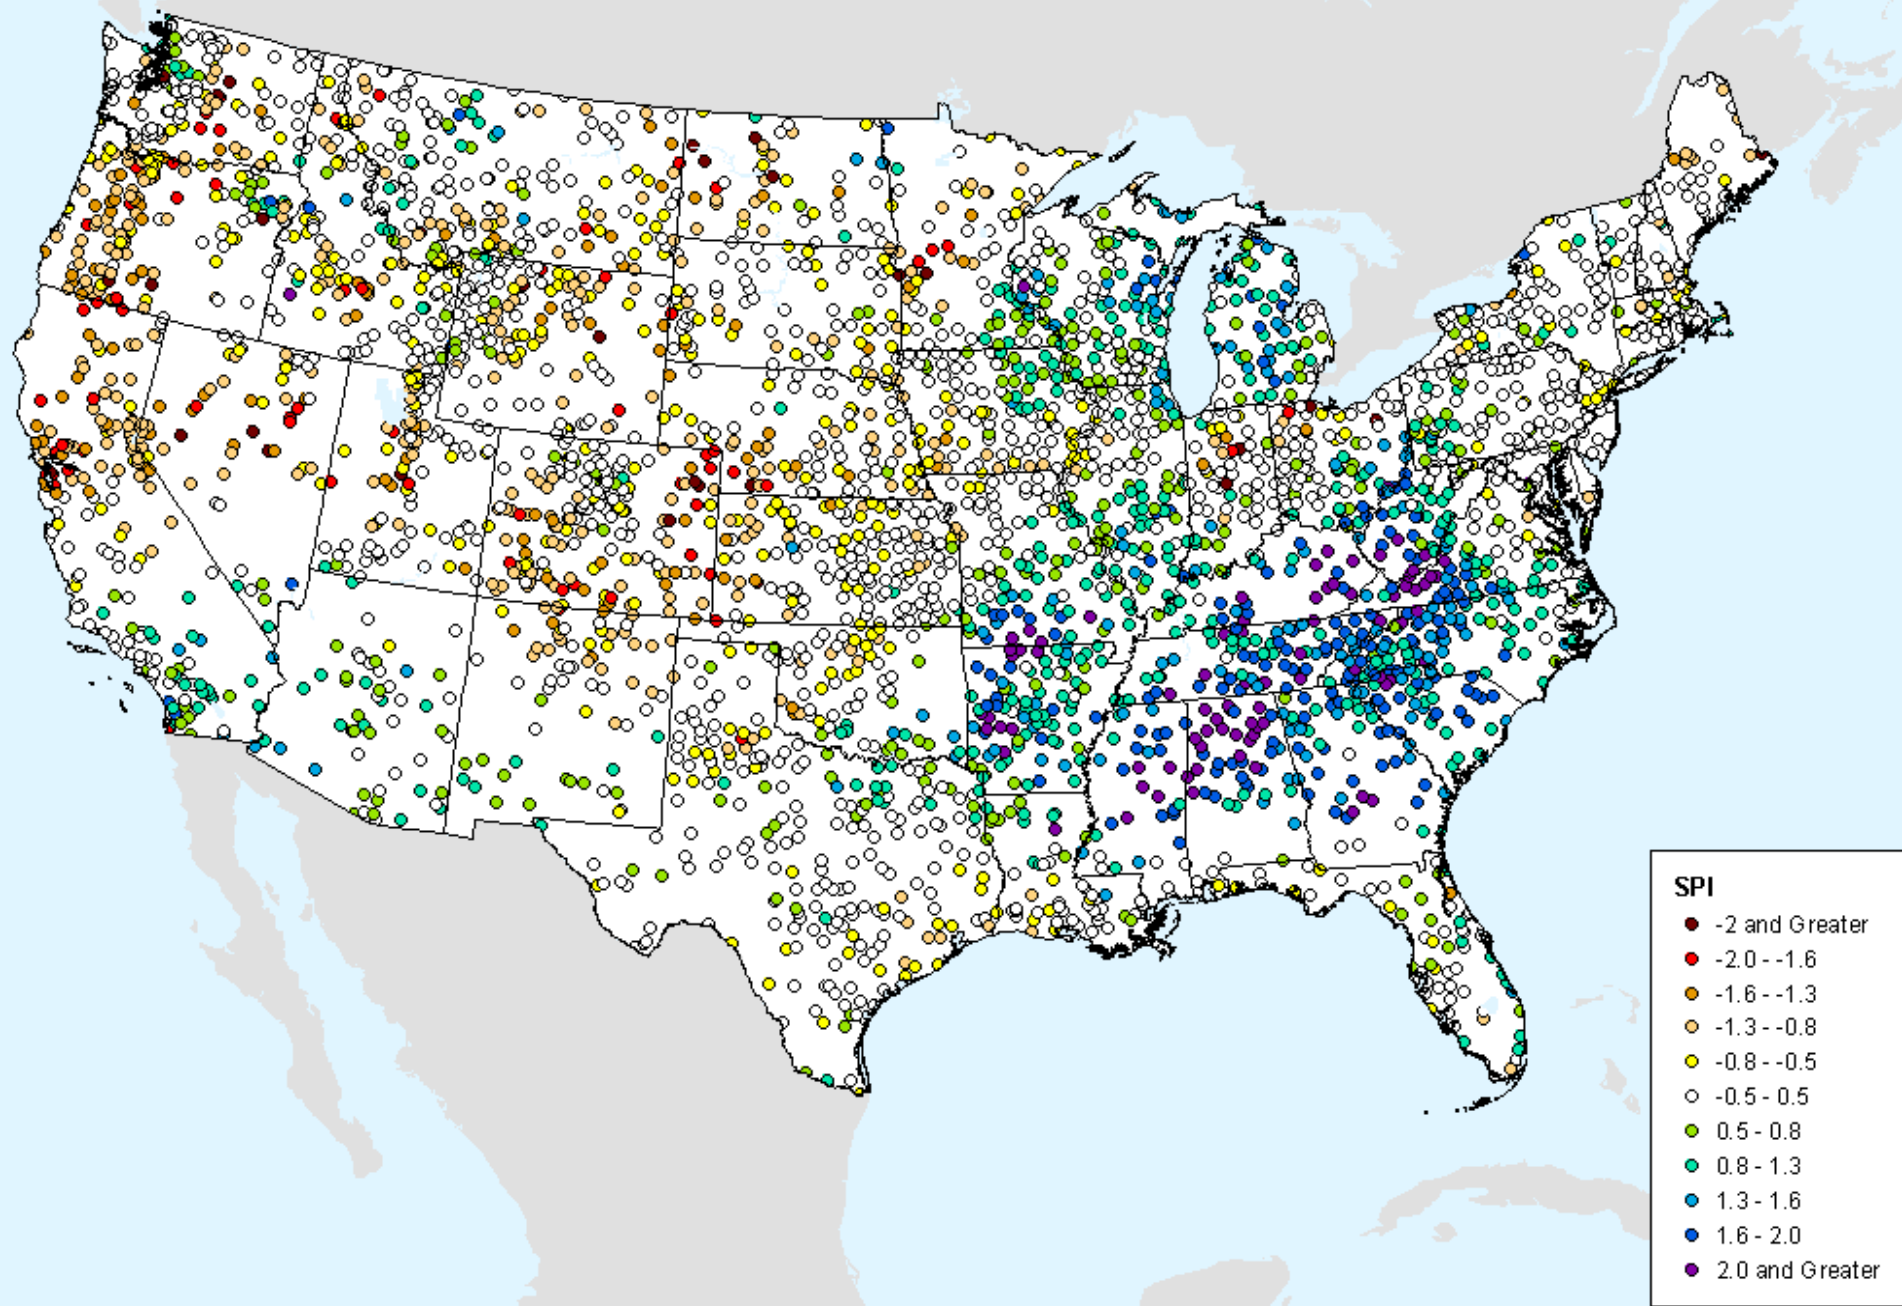 SPI
-2 and Greater
-2.0 - -1.6
-1.6 - -1.3
-1.3 - -0.8
-0.8 - -0.5
-0.5 - 0.5
0.5 - 0.8
0.8 - 1.3
1.3 - 1.6
1.6 - 2.0
2.0 and Greater